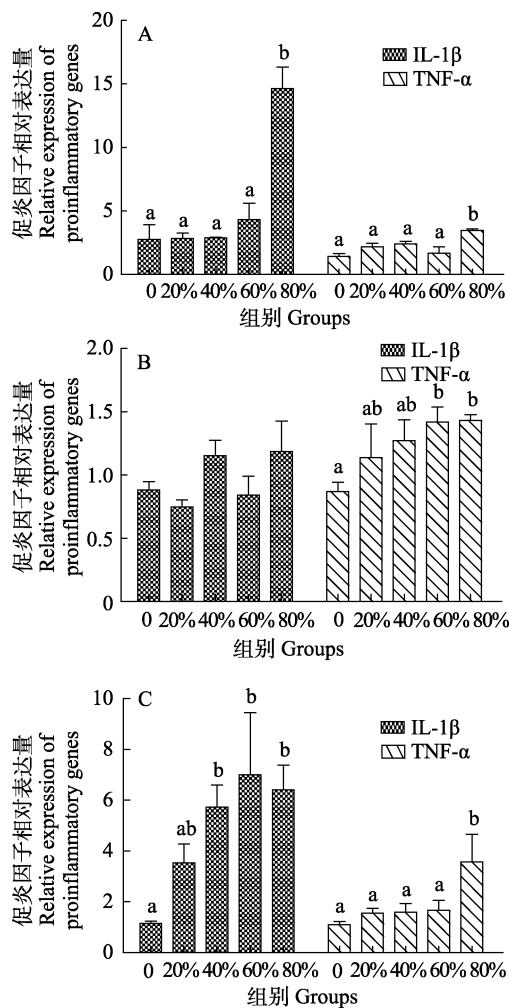 A
IL-1β
TNF-α
促炎因子相对表达量
Relative expression of
proinflammatory genes
20
15
10
5
0
a a a a b a a a a b
0 20% 40% 60% 80% 0 20% 40% 60% 80%
组别 Groups
B
IL-1β
TNF-α
促炎因子相对表达量
Relative expression of
proinflammatory genes
2.0
1.5
1.0
0.5
0
a ab ab b b
0 20% 40% 60% 80% 0 20% 40% 60% 80%
组别 Groups
C
IL-1β
TNF-α
促炎因子相对表达量
Relative expression of
proinflammatory genes
10
8
6
4
2
0
a ab b b b a a a a b
0 20% 40% 60% 80% 0 20% 40% 60% 80%
组别 Groups